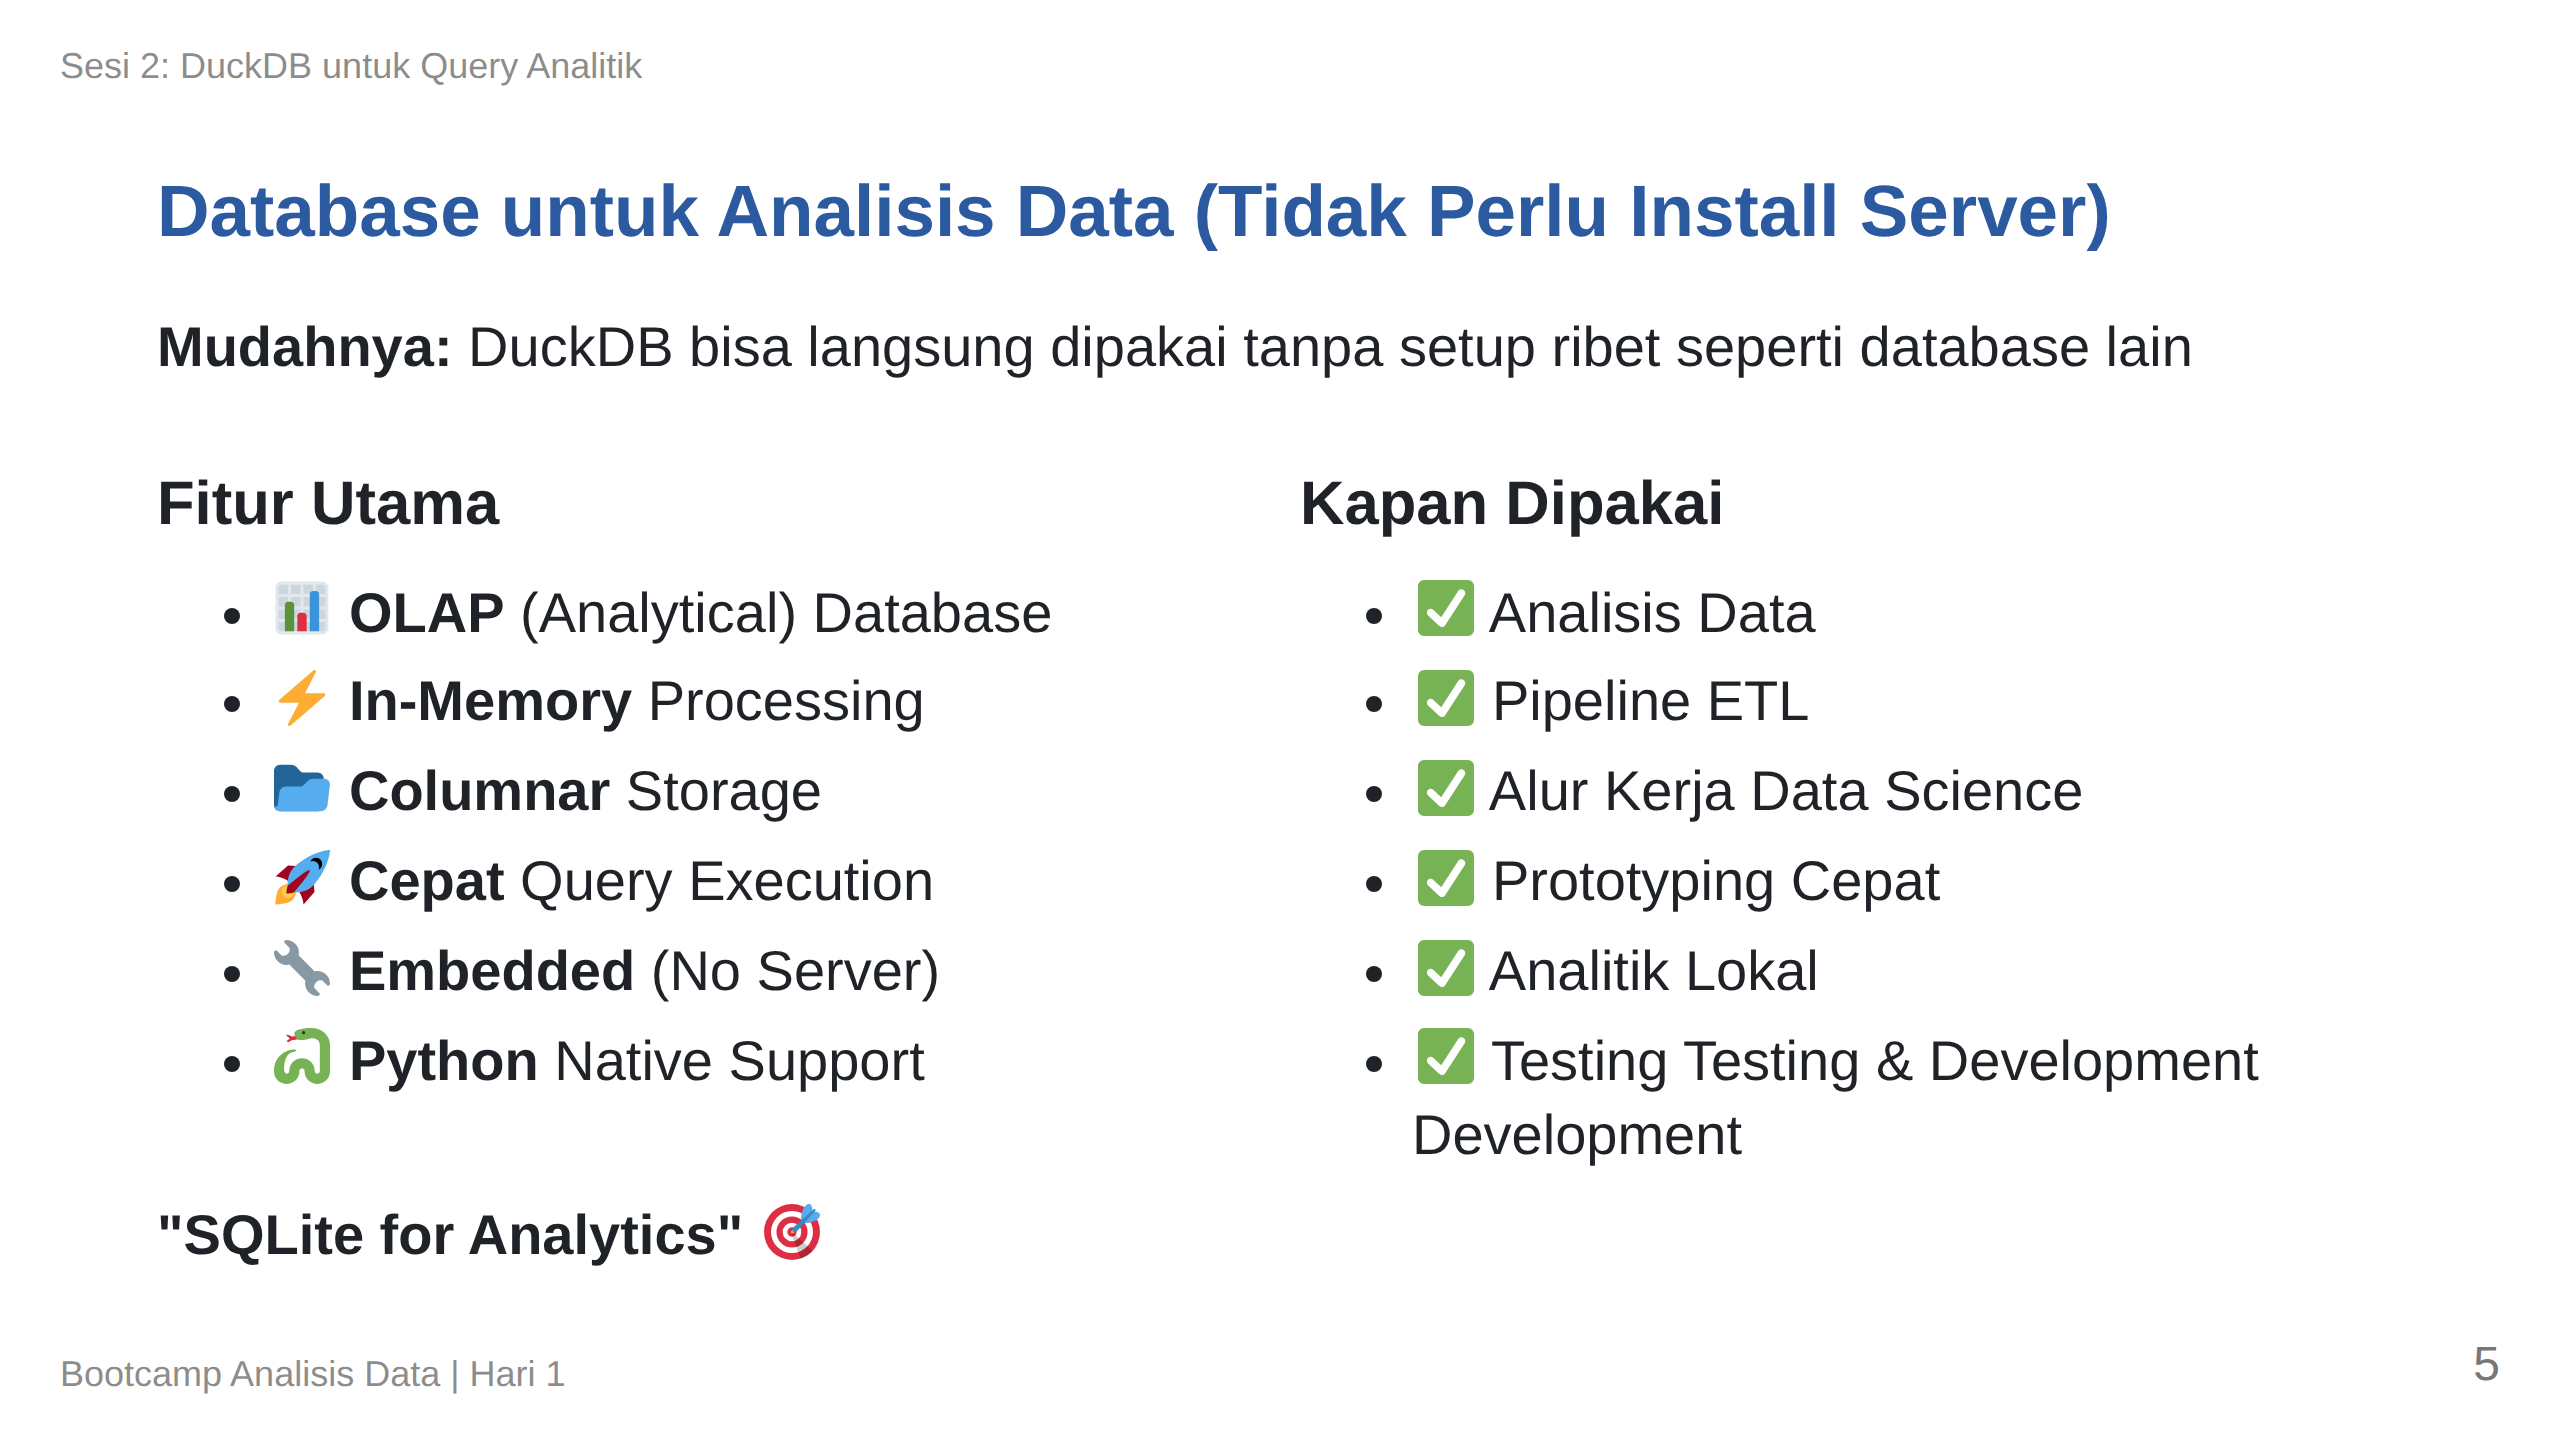 Sesi 2: DuckDB untuk Query Analitik
Database untuk Analisis Data (Tidak Perlu Install Server)
Mudahnya: DuckDB bisa langsung dipakai tanpa setup ribet seperti database lain
Fitur Utama
• 📊 OLAP (Analytical) Database
• ⚡ In-Memory Processing
• 📂 Columnar Storage
• 🚀 Cepat Query Execution
• 🔧 Embedded (No Server)
• 🐍 Python Native Support
"SQLite for Analytics" 🎯
Kapan Dipakai
• ✅ Analisis Data
• ✅ Pipeline ETL
• ✅ Alur Kerja Data Science
• ✅ Prototyping Cepat
• ✅ Analitik Lokal
• ✅ Testing Testing & Development
Development
Bootcamp Analisis Data | Hari 1
5